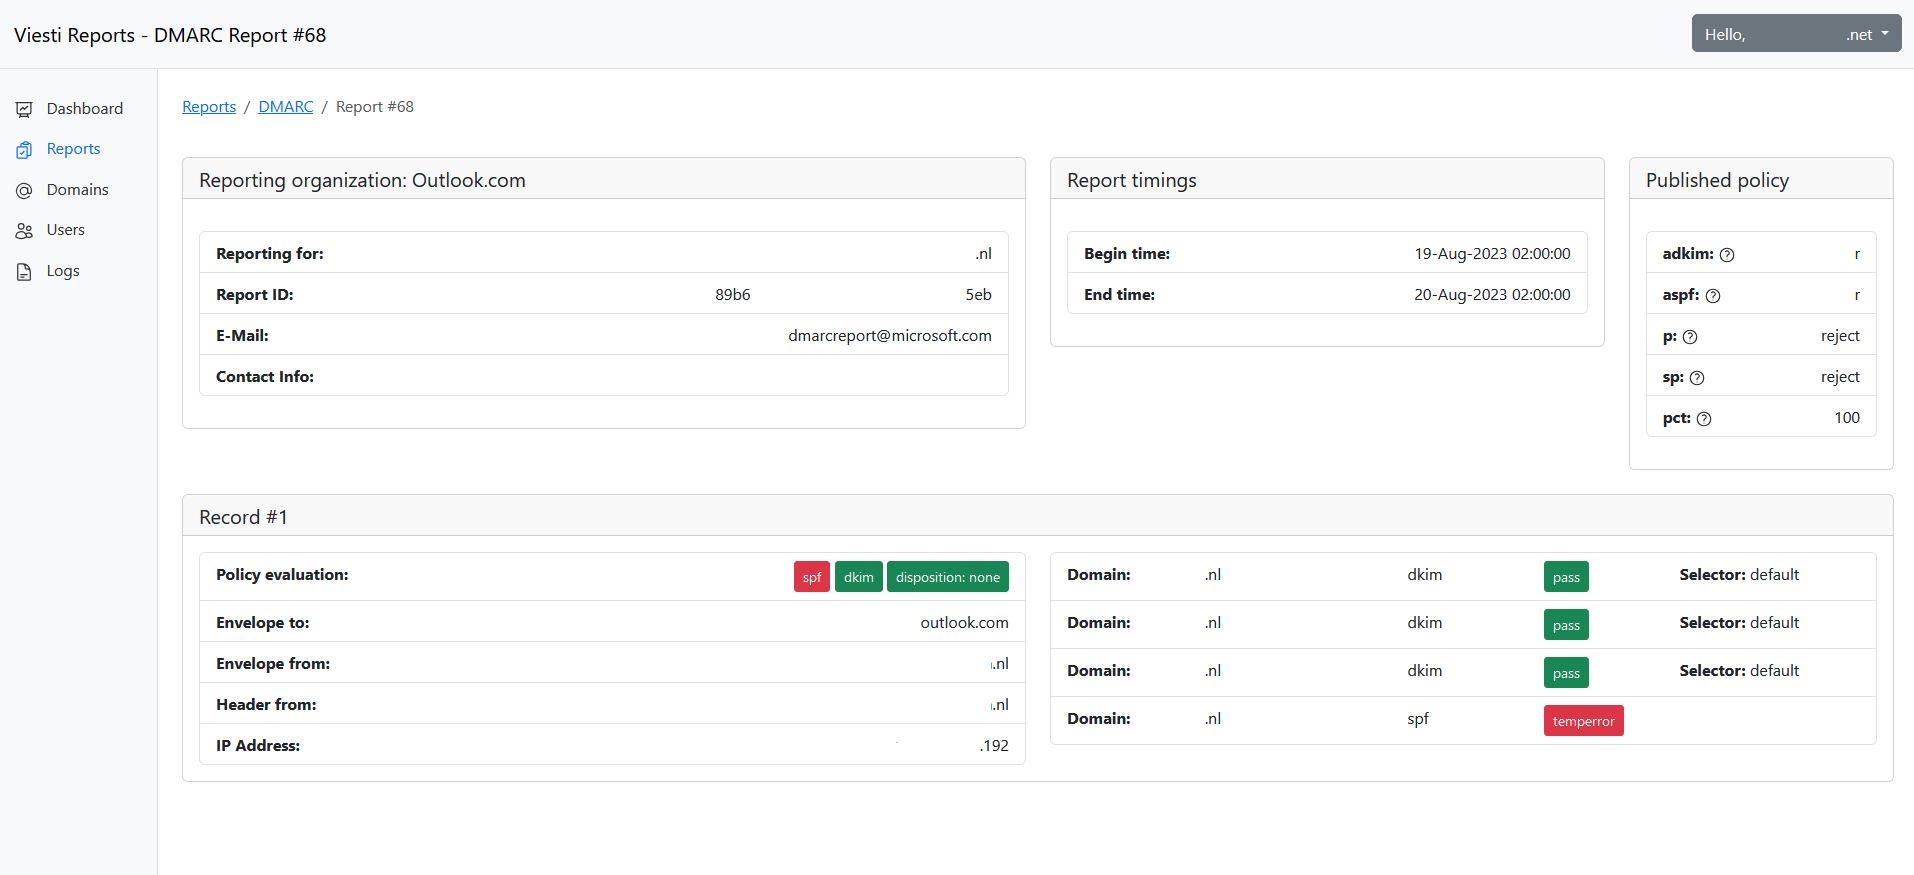 Viesti Reports - DMARC Report #68
Hello, .net
Dashboard
Reports
Domains
Users
Logs
Reports / DMARC / Report #68
Reporting organization: Outlook.com
Reporting for: .nl
Report ID: 89b6 5eb
E-Mail: dmarcreport@microsoft.com
Contact Info:
Report timings
Begin time: 19-Aug-2023 02:00:00
End time: 20-Aug-2023 02:00:00
Published policy
adkim: r
aspf: r
p: reject
sp: reject
pct: 100
Record #1
Policy evaluation: spf dkim disposition: none
Envelope to: outlook.com
Envelope from: .nl
Header from: .nl
IP Address: .192
Domain: .nl dkim pass Selector: default
Domain: .nl dkim pass Selector: default
Domain: .nl dkim pass Selector: default
Domain: .nl spf temperror